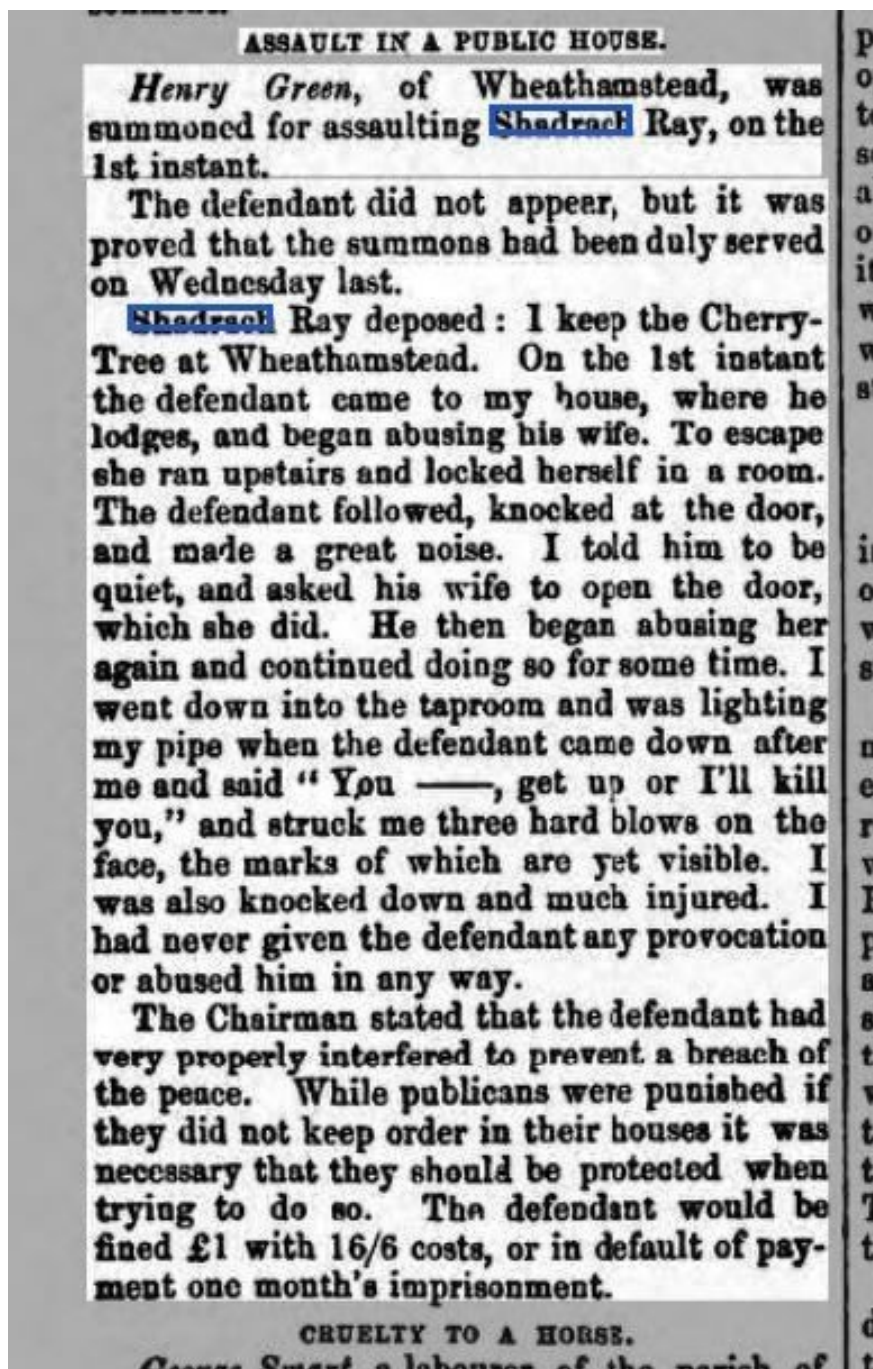 ASSAULT IN A PUBLIC HOUSE.
Henry Green, of Wheathamstead, was
summoned for assaulting Shadrach Ray, on the
1st instant.
The defendant did not appear, but it was
proved that the summons had been duly served
on Wednesday last.
Shadrach Ray deposed: I keep the Cherry-
Tree at Wheathamstead. On the 1st instant
the defendant came to my house, where he
lodges, and began abusing his wife. To escape
she ran upstairs and locked herself in a room.
The defendant followed, knocked at the door,
and made a great noise. I told him to be
quiet, and asked his wife to open the door,
which she did. He then began abusing her
again and continued doing so for some time. I
went down into the taproom and was lighting
my pipe when the defendant came down after
me and said "You ——, get up or I'll kill
you," and struck me three hard blows on the
face, the marks of which are yet visible. I
was also knocked down and much injured. I
had never given the defendant any provocation
or abused him in any way.
The Chairman stated that the defendant had
very properly interfered to prevent a breach of
the peace. While publicans were punished if
they did not keep order in their houses it was
necessary that they should be protected when
trying to do so. The defendant would be
fined £1 with 16/6 costs, or in default of pay-
ment one month's imprisonment.
CRUELTY TO A HORSE.
George Smart a labourer of the parish of